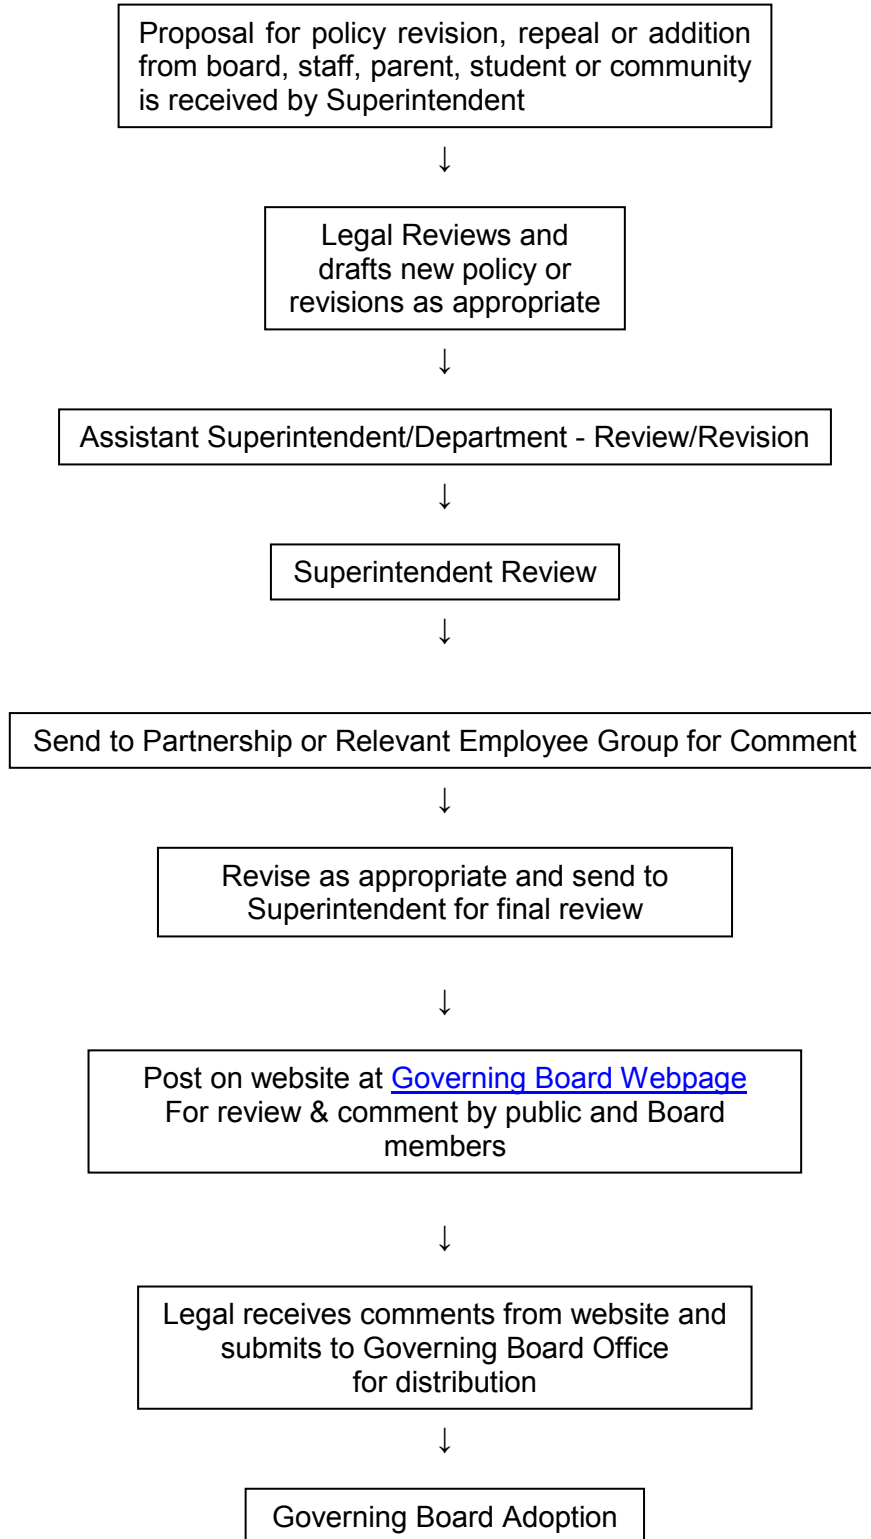 Proposal for policy revision, repeal or addition
from board, staff, parent, student or community
is received by Superintendent
↓
Legal Reviews and
drafts new policy or
revisions as appropriate
↓
Assistant Superintendent/Department - Review/Revision
↓
Superintendent Review
↓
Send to Partnership or Relevant Employee Group for Comment
↓
Revise as appropriate and send to
Superintendent for final review
↓
Post on website at Governing Board Webpage
For review & comment by public and Board
members
↓
Legal receives comments from website and
submits to Governing Board Office
for distribution
↓
Governing Board Adoption